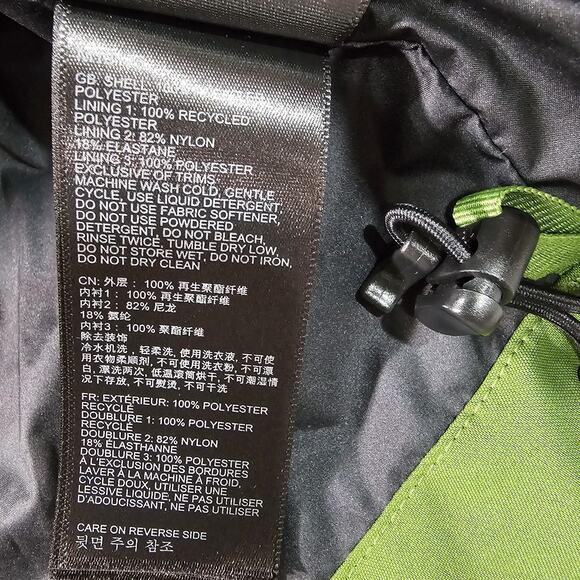 GB: SHELL:
POLYESTER
LINING 1: 100% RECYCLED
POLYESTER
LINING 2: 82% NYLON
18% ELASTANE
LINING 3: 100% POLYESTER
EXCLUSIVE OF TRIMS
MACHINE WASH COLD, GENTLE
CYCLE, USE LIQUID DETERGENT,
DO NOT USE FABRIC SOFTENER,
DO NOT USE POWDERED
DETERGENT, DO NOT BLEACH,
RINSE TWICE, TUMBLE DRY LOW,
DO NOT STORE WET, DO NOT IRON,
DO NOT DRY CLEAN
CN: 外层： 100% 再生聚酯纤维
内衬1： 100% 再生聚酯纤维
内衬2： 82% 尼龙
18% 氨纶
内衬3： 100% 聚酯纤维
除去装饰
冷水机洗，轻柔洗，使用洗衣液，不可使
用衣物柔顺剂，不可使用洗衣粉，不可漂
白，漂洗两次，低温滚筒烘干，不可潮湿情
况下存放，不可熨烫，不可干洗
FR: EXTÉRIEUR: 100% POLYESTER
RECYCLÉ
DOUBLURE 1: 100% POLYESTER
RECYCLÉ
DOUBLURE 2: 82% NYLON
18% ÉLASTHANNE
DOUBLURE 3: 100% POLYESTER
À L'EXCLUSION DES BORDURES
LAVER À LA MACHINE À FROID,
CYCLE DOUX, UTILISER UNE
LESSIVE LIQUIDE, NE PAS UTILISER
D'ADOUCISSANT, NE PAS UTILISER
CARE ON REVERSE SIDE
뒷면 주의 참조